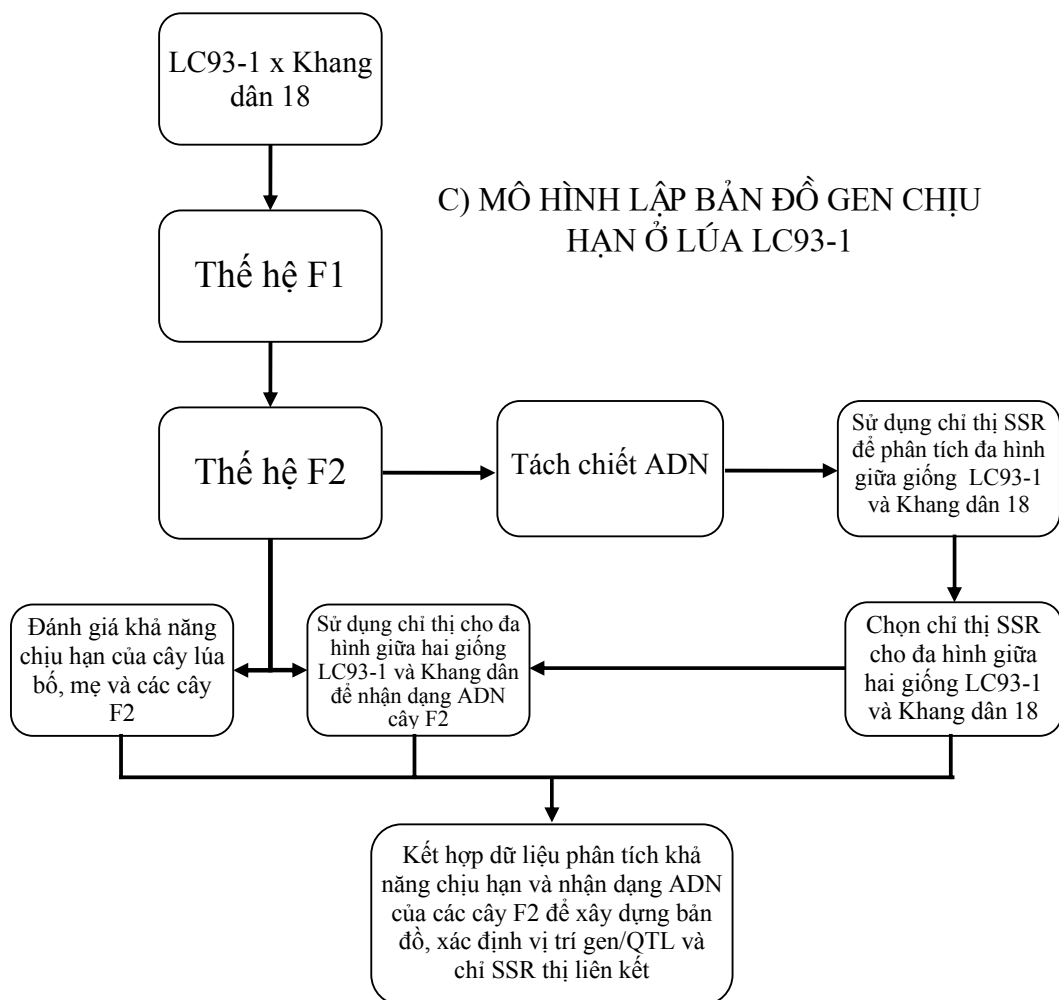 LC93-1 x Khang
dân 18
C) MÔ HÌNH LẬP BẢN ĐỒ GEN CHỊU
HẠN Ở LÚA LC93-1
Thế hệ F1
Thế hệ F2
Tách chiết ADN
Sử dụng chỉ thị SSR
để phân tích đa hình
giữa giống LC93-1
và Khang dân 18
Đánh giá khả năng
chịu hạn của cây lúa
bố, mẹ và các cây
F2
Sử dụng chỉ thị cho đa
hình giữa hai giống
LC93-1 và Khang dân
để nhận dạng ADN
cây F2
Chọn chỉ thị SSR
cho đa hình giữa
hai giống LC93-1
và Khang dân 18
Kết hợp dữ liệu phân tích khả
năng chịu hạn và nhận dạng ADN
của các cây F2 để xây dựng bản
đồ, xác định vị trí gen/QTL và
chỉ SSR thị liên kết